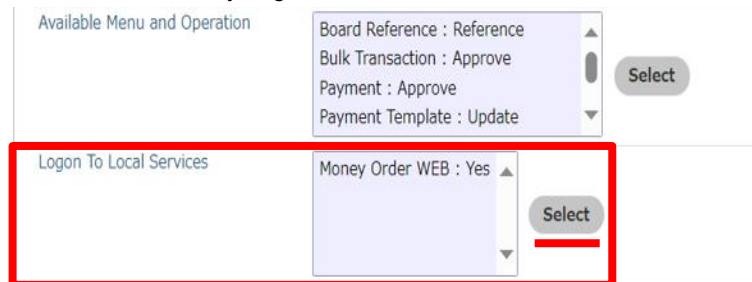 Available Menu and Operation
Board Reference : Reference
Bulk Transaction : Approve
Payment : Approve
Payment Template : Update
Select
Logon To Local Services
Money Order WEB : Yes
Select